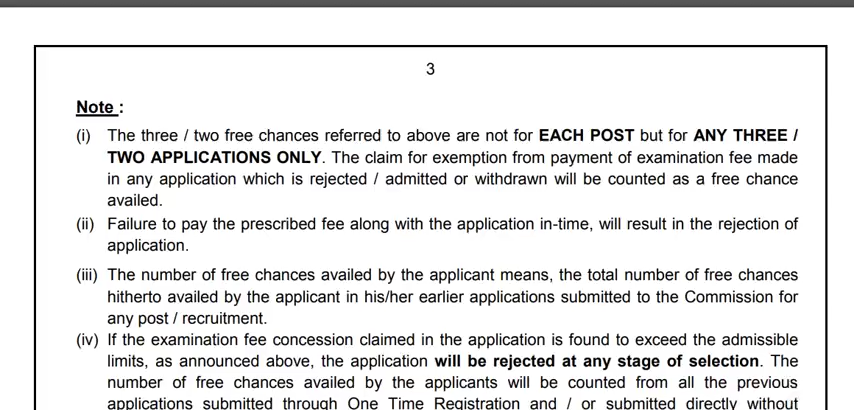 3
Note :
(i) The three / two free chances referred to above are not for EACH POST but for ANY THREE /
TWO APPLICATIONS ONLY. The claim for exemption from payment of examination fee made
in any application which is rejected / admitted or withdrawn will be counted as a free chance
availed.
(ii) Failure to pay the prescribed fee along with the application in-time, will result in the rejection of
application.
(iii) The number of free chances availed by the applicant means, the total number of free chances
hitherto availed by the applicant in his/her earlier applications submitted to the Commission for
any post / recruitment.
(iv) If the examination fee concession claimed in the application is found to exceed the admissible
limits, as announced above, the application will be rejected at any stage of selection. The
number of free chances availed by the applicants will be counted from all the previous
applications submitted through One Time Registration and / or submitted directly without